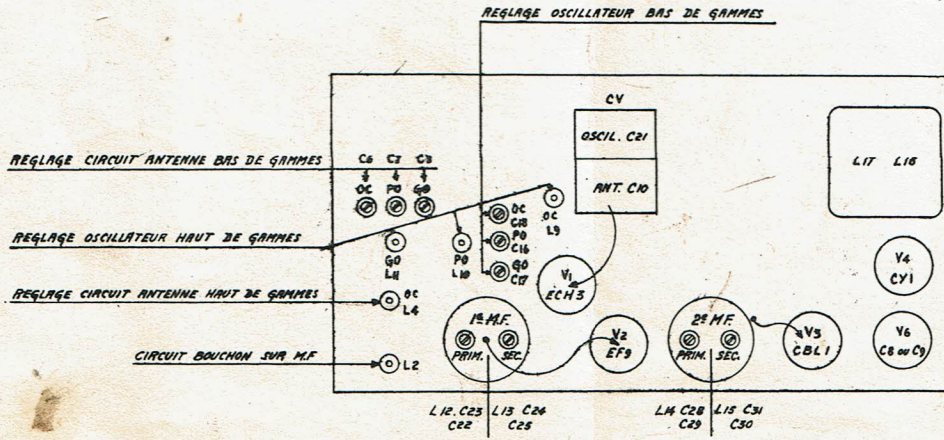 REGLAGE OSCILLATEUR BAS DE GAMMES
CV
OSCIL. C21
ANT. C10
L17 L16
REGLAGE CIRCUIT ANTENNE BAS DE GAMMES
C6 C7 C8
OC PO GO
OC
C18
PO
C16
GO
C17
OC
L9
REGLAGE OSCILLATEUR HAUT DE GAMMES
GO
L11
PO
L10
V1
ECH3
V4
CY1
REGLAGE CIRCUIT ANTENNE HAUT DE GAMMES
OC
L4
1e M.F.
PRIM. SEC.
V2
EF9
2e M.F.
PRIM. SEC.
V3
CBL1
V6
C8 ou C9
CIRCUIT BOUCHON SUR M.F
L2
L12. C23 L13 C24
C22 C25
L14 C28 L15 C31
C29 C30